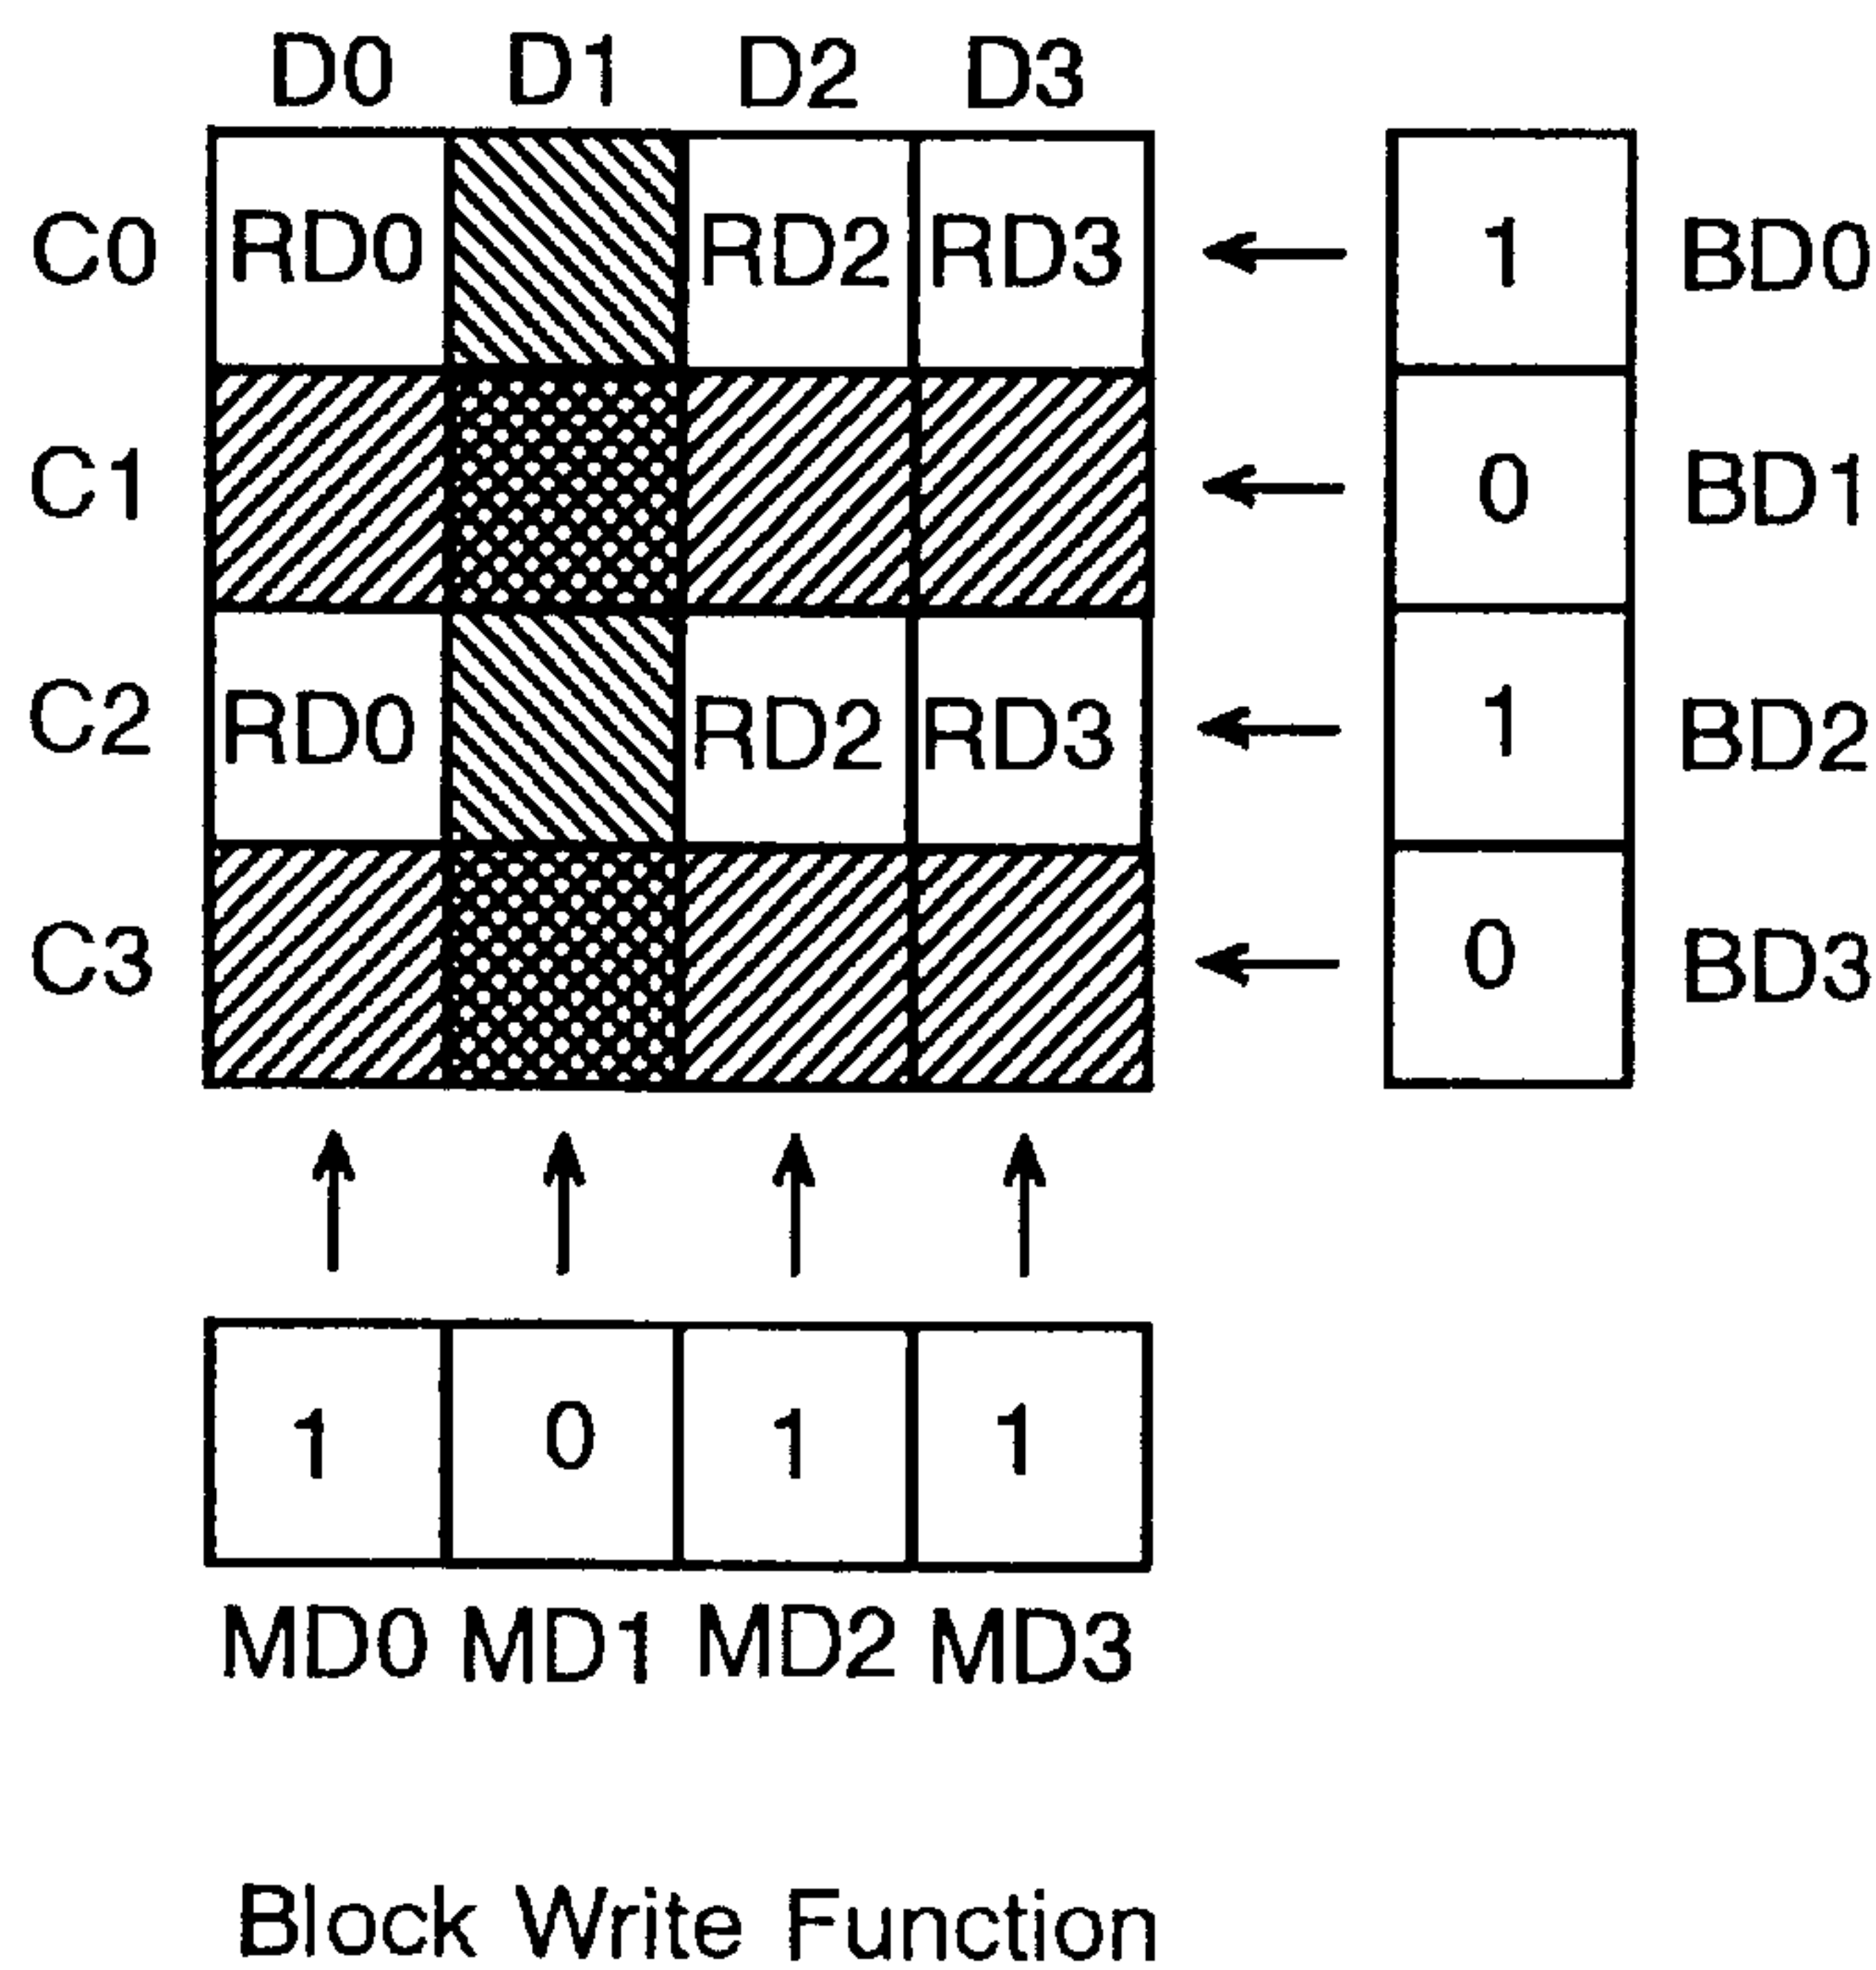 D0 D1 D2 D3
C0 RD0 RD2 RD3 1 BD0
C1 0 BD1
C2 RD0 RD2 RD3 1 BD2
C3 0 BD3
1 0 1 1
MD0 MD1 MD2 MD3
Block Write Function